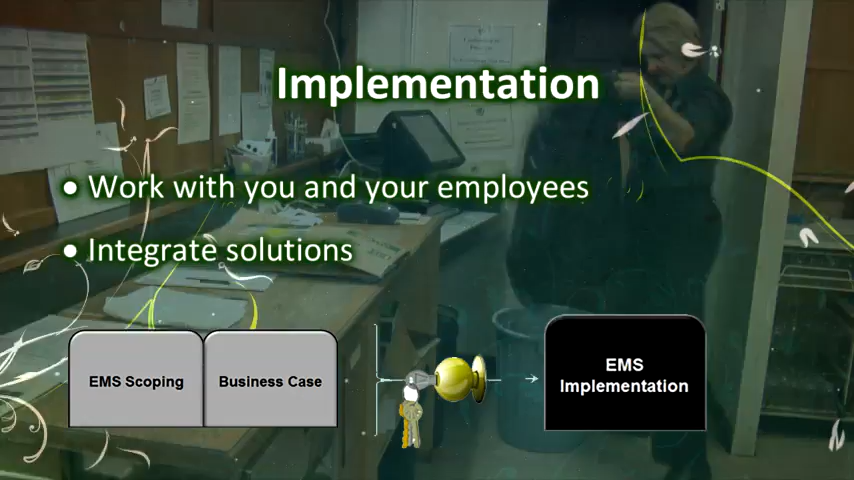 Implementation
• Work with you and your employees
• Integrate solutions
EMS Scoping
Business Case
EMS
Implementation